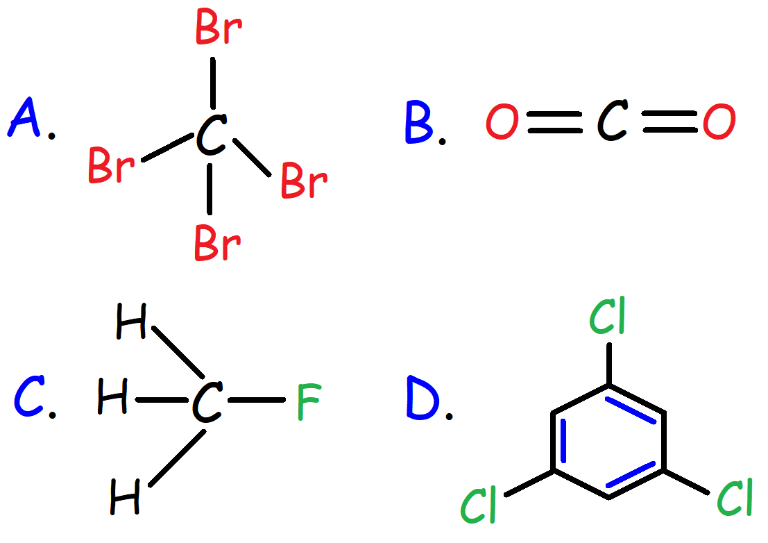 A.
Br
Br C Br
Br
B. O C O
C.
H
H C F
H
D.
Cl
Cl Cl